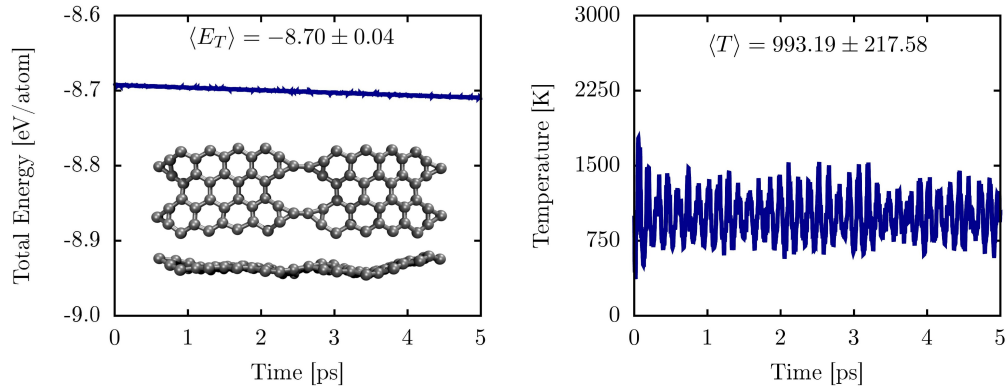 -8.6
-8.7
-8.8
-8.9
-9.0
Total Energy [eV/atom]
⟨E_T⟩ = −8.70 ± 0.04
0 1 2 3 4 5
Time [ps]
3000
2250
1500
750
0
Temperature [K]
⟨T⟩ = 993.19 ± 217.58
0 1 2 3 4 5
Time [ps]